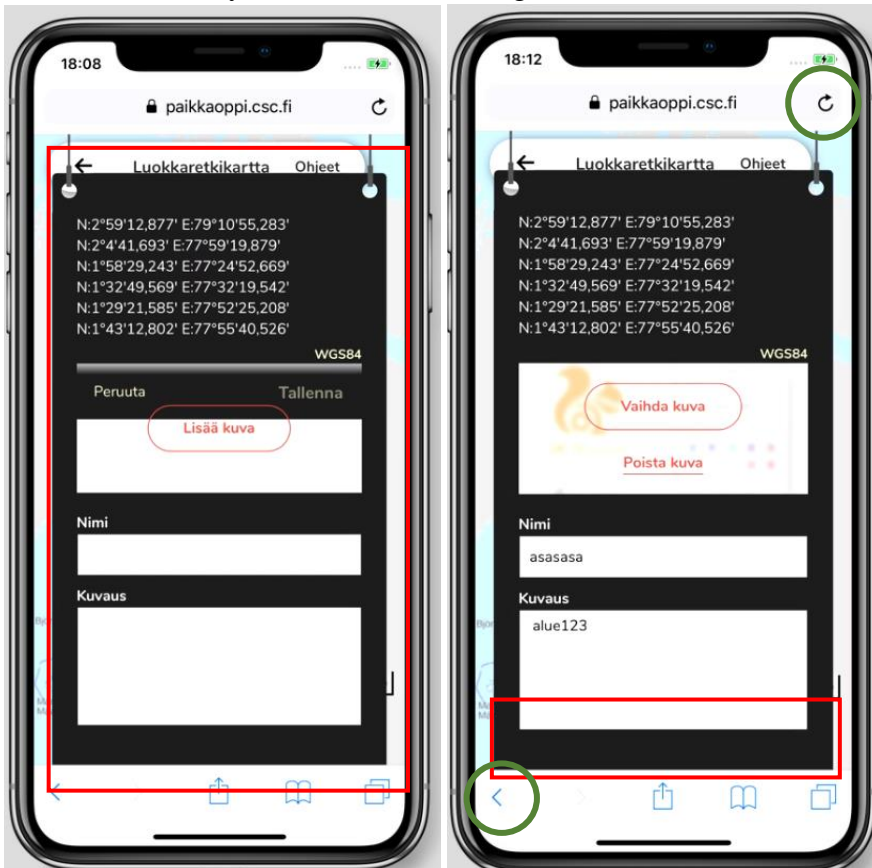 18:08
paikkaoppi.csc.fi
Luokkaretkikartta Ohjeet
N:2°59'12,877' E:79°10'55,283'
N:2°4'41,693' E:77°59'19,879'
N:1°58'29,243' E:77°24'52,669'
N:1°32'49,569' E:77°32'19,542'
N:1°29'21,585' E:77°52'25,208'
N:1°43'12,802' E:77°55'40,526'
WGS84
Peruuta Tallenna
Lisää kuva
Nimi
Kuvaus
18:12
paikkaoppi.csc.fi
Luokkaretkikartta Ohjeet
N:2°59'12,877' E:79°10'55,283'
N:2°4'41,693' E:77°59'19,879'
N:1°58'29,243' E:77°24'52,669'
N:1°32'49,569' E:77°32'19,542'
N:1°29'21,585' E:77°52'25,208'
N:1°43'12,802' E:77°55'40,526'
WGS84
Vaihda kuva
Poista kuva
Nimi
asasasa
Kuvaus
alue123